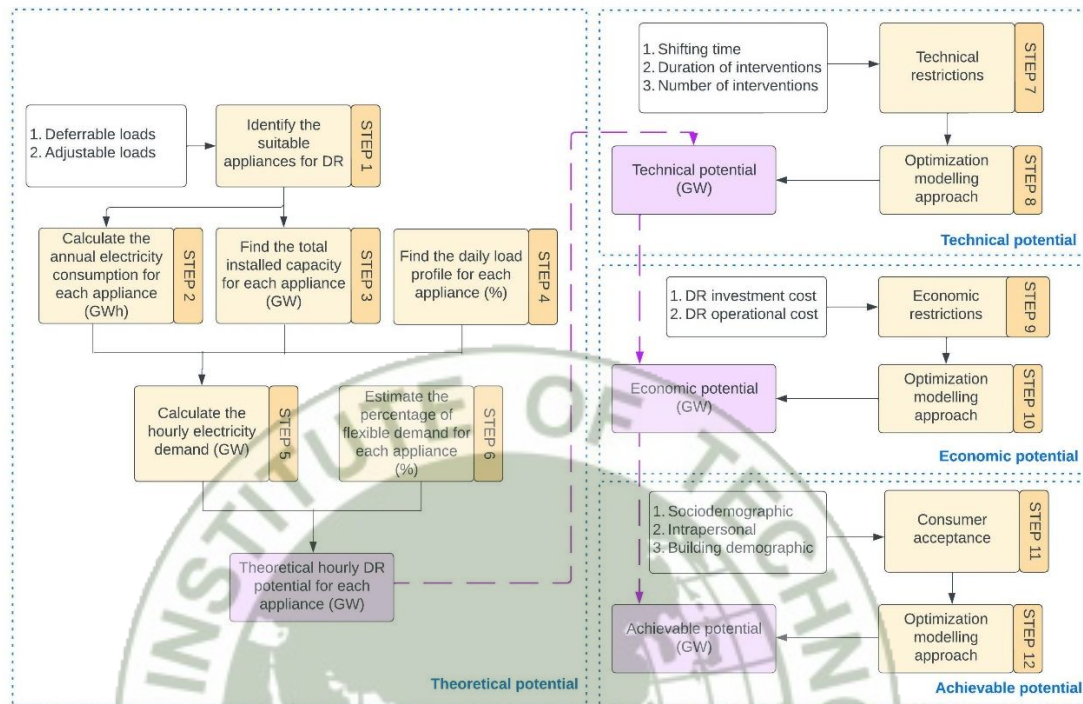 1. Deferrable loads
2. Adjustable loads
Identify the
suitable
appliances for DR
STEP 1
Calculate the
annual electricity
consumption for
each appliance
(GWh)
STEP 2
Find the total
installed capacity
for each appliance
(GW)
STEP 3
Find the daily load
profile for each
appliance (%)
STEP 4
Calculate the
hourly electricity
demand (GW)
STEP 5
Estimate the
percentage of
flexible demand for
each appliance
(%)
STEP 6
Theoretical hourly DR
potential for each
appliance (GW)
Theoretical potential
1. Shifting time
2. Duration of interventions
3. Number of interventions
Technical
restrictions
STEP 7
Technical potential
(GW)
Optimization
modelling
approach
STEP 8
Technical potential
1. DR investment cost
2. DR operational cost
Economic
restrictions
STEP 9
Economic potential
(GW)
Optimization
modelling
approach
STEP 10
Economic potential
1. Sociodemographic
2. Intrapersonal
3. Building demographic
Consumer
acceptance
STEP 11
Achievable potential
(GW)
Optimization
modelling
approach
STEP 12
Achievable potential
INSTITUTE OF TECHNO